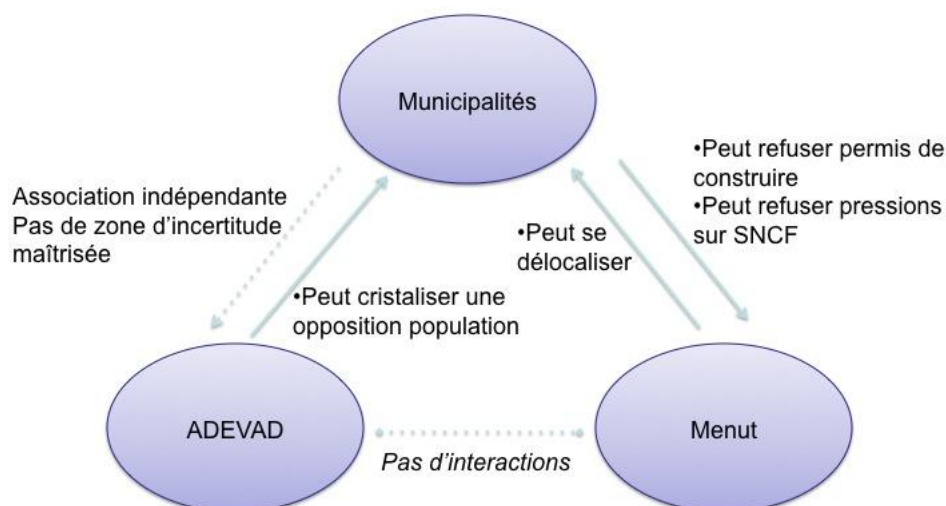 Municipalités
•Peut refuser permis de
construire
•Peut refuser pressions
sur SNCF
Association indépendante
Pas de zone d’incertitude
maîtrisée
•Peut se
délocaliser
•Peut cristaliser une
opposition population
ADEVAD
Menut
Pas d’interactions